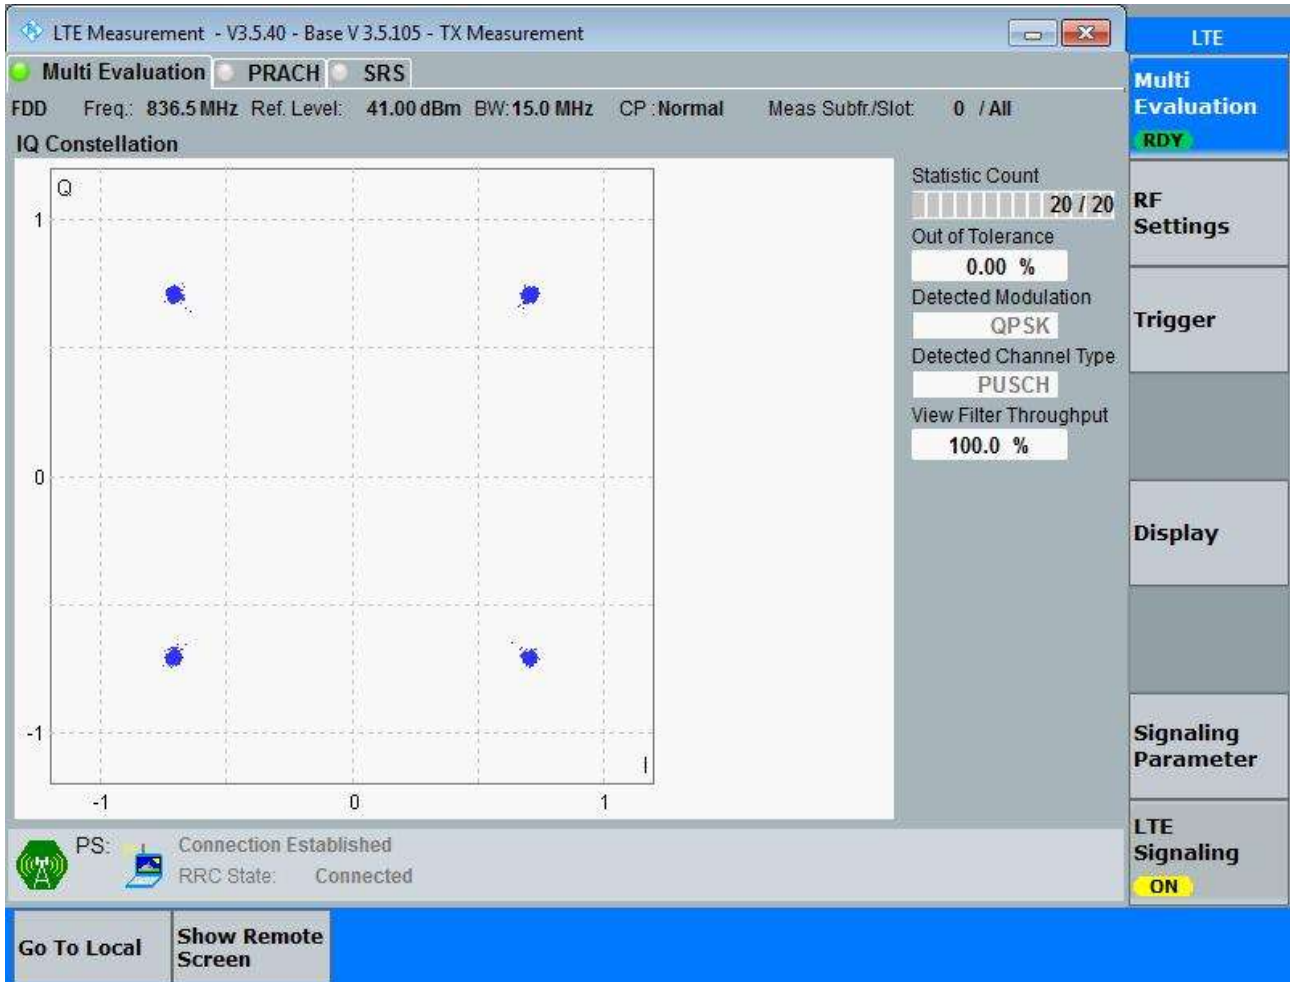 LTE Measurement - V3.5.40 - Base V 3.5.105 - TX Measurement
LTE
Multi Evaluation PRACH SRS
FDD Freq.: 836.5 MHz Ref. Level: 41.00 dBm BW: 15.0 MHz CP : Normal Meas Subfr./Slot: 0 / All
IQ Constellation
Q
1
0
-1
I
-1 0 1
Statistic Count
20 / 20
Out of Tolerance
0.00 %
Detected Modulation
QPSK
Detected Channel Type
PUSCH
View Filter Throughput
100.0 %
Multi
Evaluation
RDY
RF
Settings
Trigger
Display
Signaling
Parameter
LTE
Signaling
ON
PS: Connection Established
RRC State: Connected
Go To Local
Show Remote
Screen